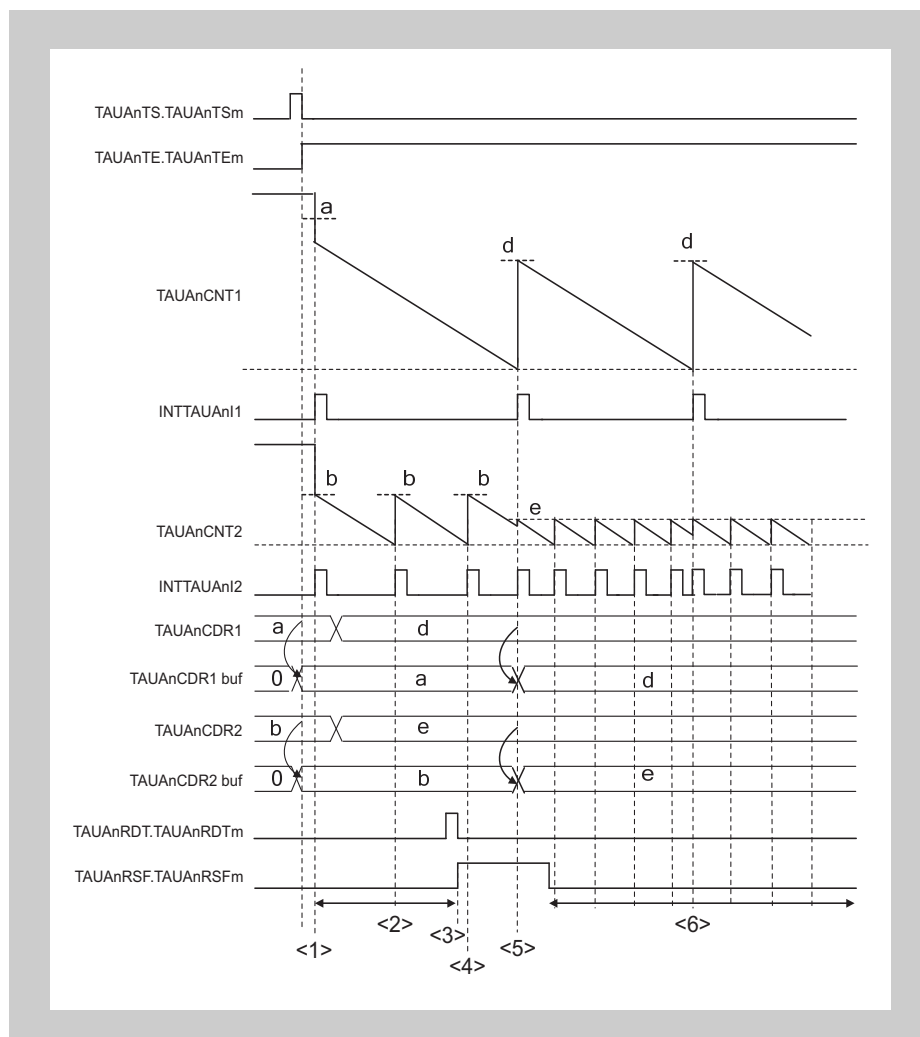 TAUAnTS.TAUAnTSm
TAUAnTE.TAUAnTEm
a
d
d
TAUAnCNT1
INTTAUAnI1
b
b
b
e
TAUAnCNT2
INTTAUAnI2
TAUAnCDR1
a
d
TAUAnCDR1 buf
0
a
d
TAUAnCDR2
b
e
TAUAnCDR2 buf
0
b
e
TAUAnRDT.TAUAnRDTm
TAUAnRSF.TAUAnRSFm
<1>
<2>
<3>
<4>
<5>
<6>